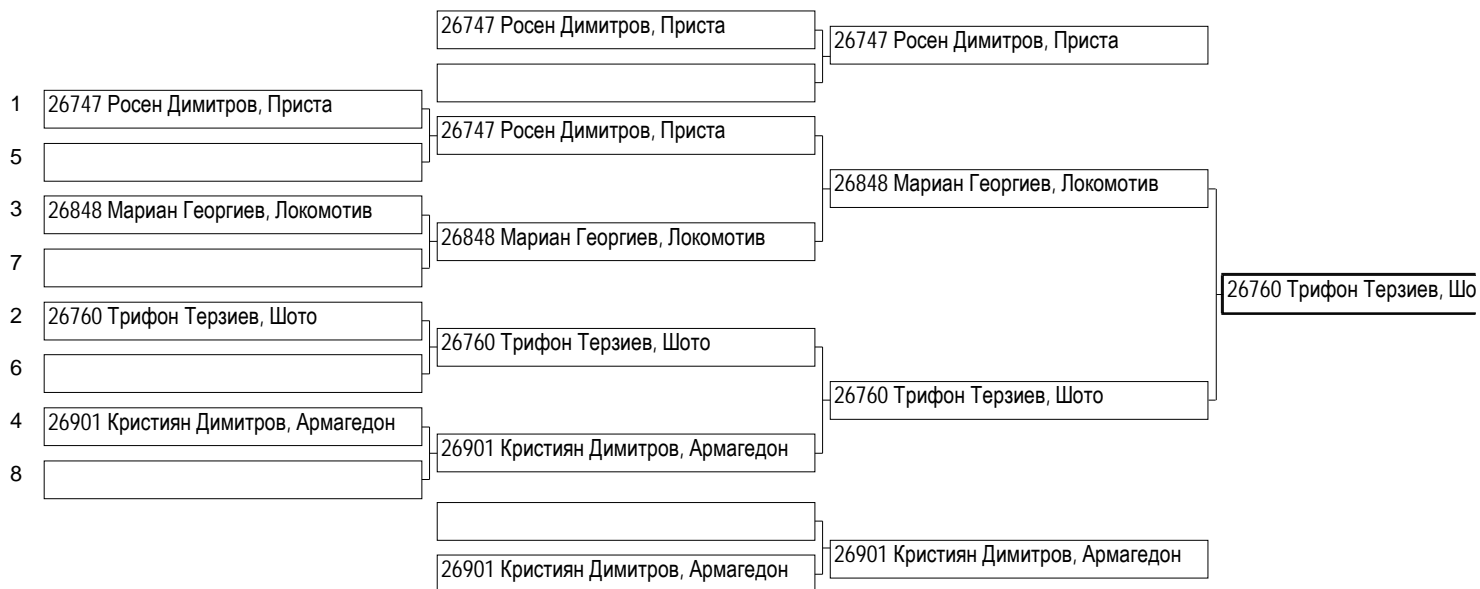 26747 Росен Димитров, Приста
26747 Росен Димитров, Приста
1 26747 Росен Димитров, Приста
26747 Росен Димитров, Приста
5
26848 Мариан Георгиев, Локомотив
3 26848 Мариан Георгиев, Локомотив
26848 Мариан Георгиев, Локомотив
7
26760 Трифон Терзиев, Шо
2 26760 Трифон Терзиев, Шото
26760 Трифон Терзиев, Шото
6
26760 Трифон Терзиев, Шото
4 26901 Кристиян Димитров, Армагедон
26901 Кристиян Димитров, Армагедон
8
26901 Кристиян Димитров, Армагедон
26901 Кристиян Димитров, Армагедон